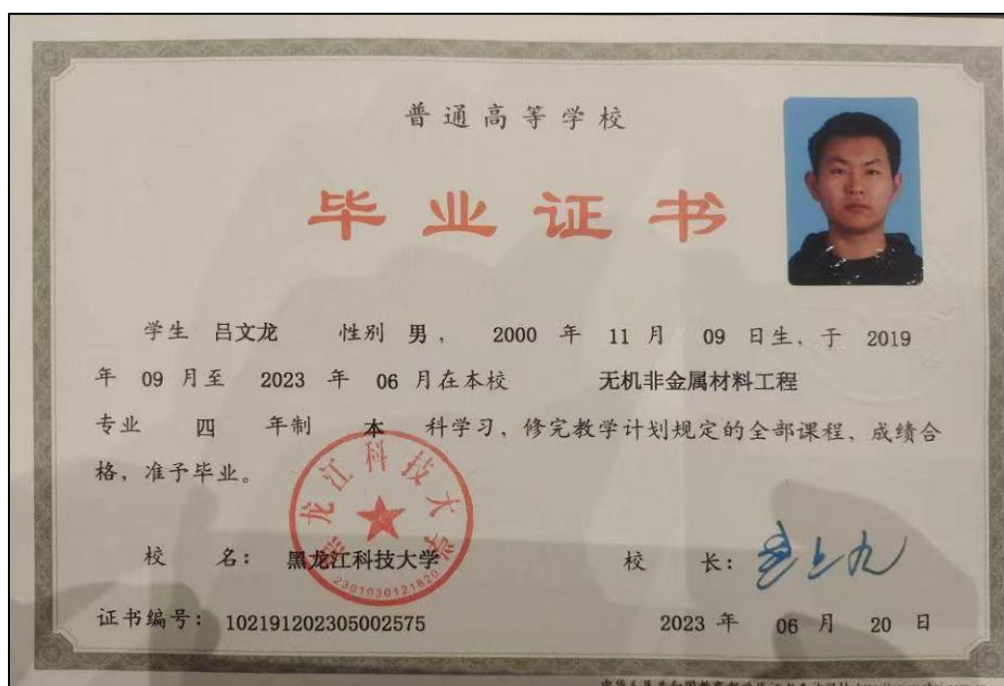 普通高等学校
毕业证书
学生 吕文龙 性别 男， 2000 年 11 月 09 日生，于 2019
年 09 月至 2023 年 06 月在本校 无机非金属材料工程
专业 四 年制 本 科学习，修完教学计划规定的全部课程，成绩合
格，准予毕业。
黑龙江科技大学
2301030121820
校 名： 黑龙江科技大学 校 长：
证书编号： 102191202305002575 2023 年 06 月 20 日